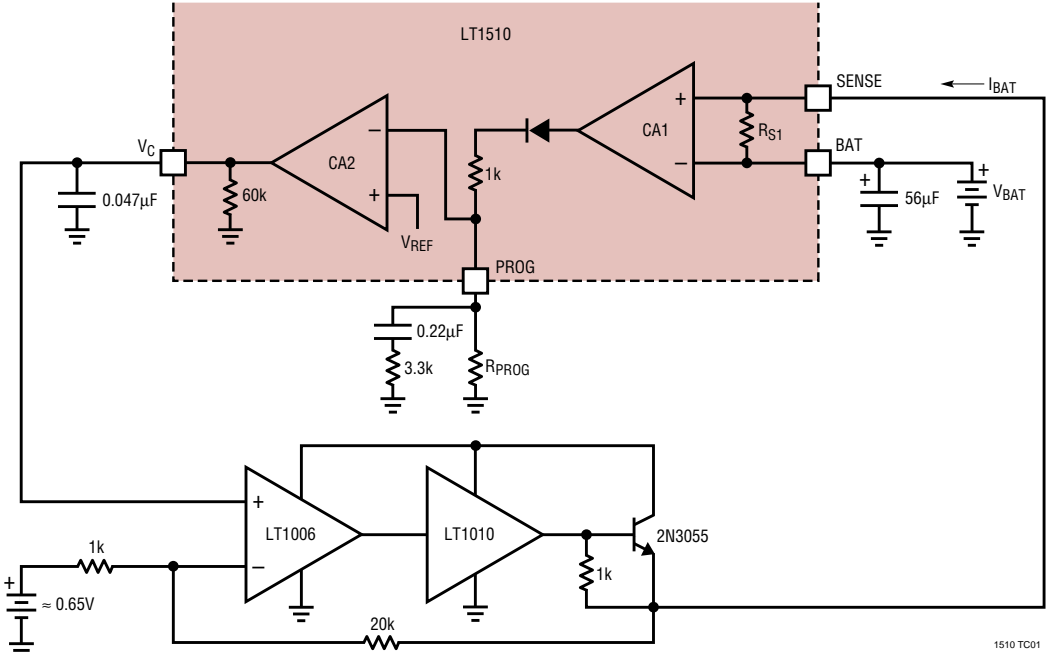 LT1510
SENSE
← I_BAT
+
CA1
R_S1
−
BAT
+
56µF
+
V_BAT
V_C
−
CA2
+
60k
V_REF
1k
0.047µF
PROG
0.22µF
3.3k
R_PROG
+
LT1006
−
LT1010
2N3055
1k
1k
+
≈ 0.65V
20k
1510 TC01